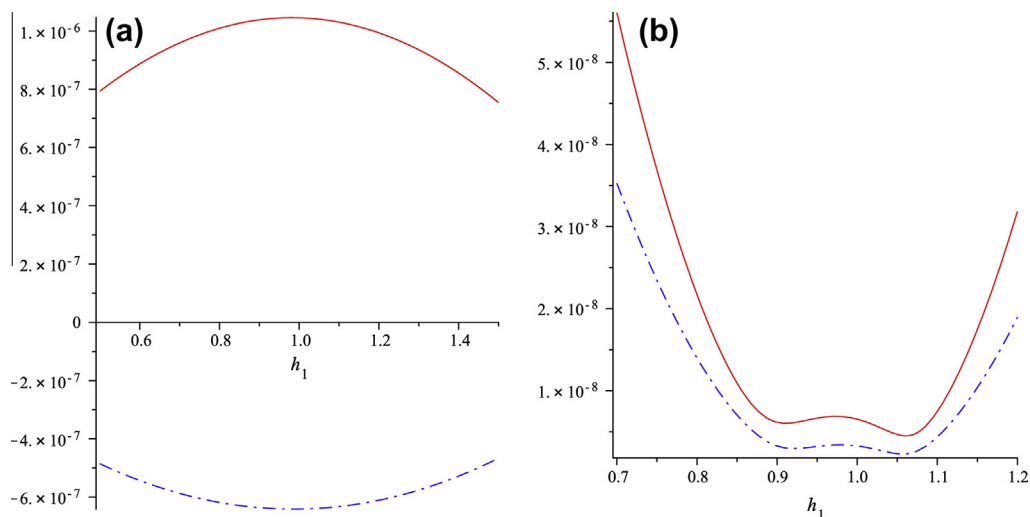 (a)
1. × 10⁻⁶
8. × 10⁻⁷
6. × 10⁻⁷
4. × 10⁻⁷
2. × 10⁻⁷
0
0.6 0.8 1.0 1.2 1.4
h₁
−2. × 10⁻⁷
−4. × 10⁻⁷
−6. × 10⁻⁷
(b)
5. × 10⁻⁸
4. × 10⁻⁸
3. × 10⁻⁸
2. × 10⁻⁸
1. × 10⁻⁸
0.7 0.8 0.9 1.0 1.1 1.2
h₁